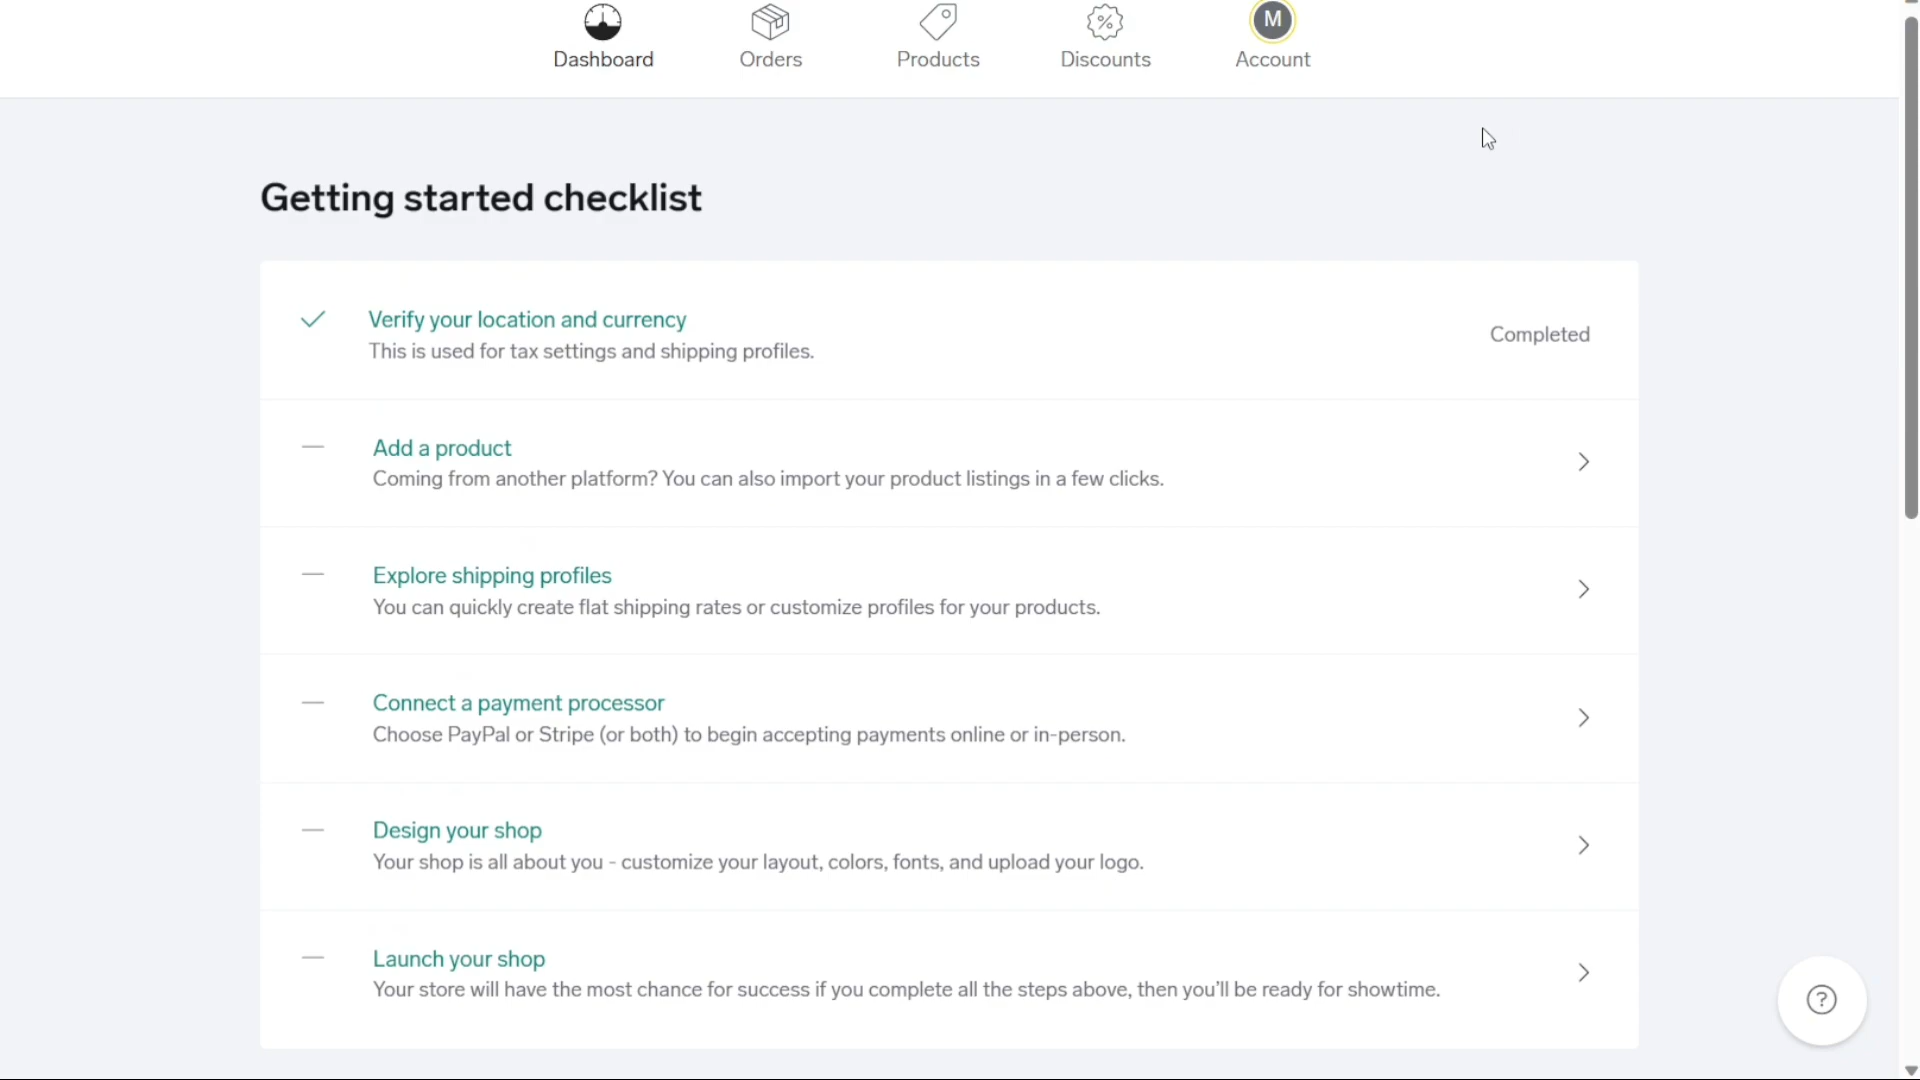 Dashboard
Orders
Products
Discounts
M
Account
Getting started checklist
Verify your location and currency
This is used for tax settings and shipping profiles.
Completed
Add a product
Coming from another platform? You can also import your product listings in a few clicks.
Explore shipping profiles
You can quickly create flat shipping rates or customize profiles for your products.
Connect a payment processor
Choose PayPal or Stripe (or both) to begin accepting payments online or in-person.
Design your shop
Your shop is all about you - customize your layout, colors, fonts, and upload your logo.
Launch your shop
Your store will have the most chance for success if you complete all the steps above, then you’ll be ready for showtime.
?